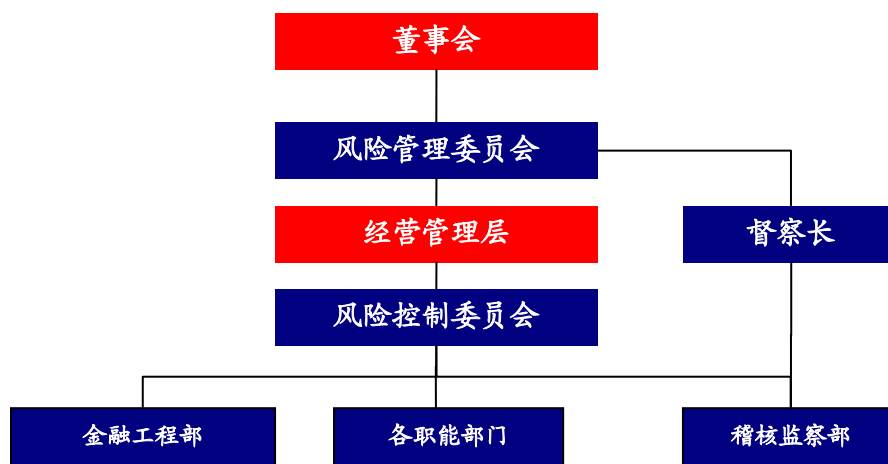 董事会
风险管理委员会
经营管理层
督察长
风险控制委员会
金融工程部
各职能部门
稽核监察部